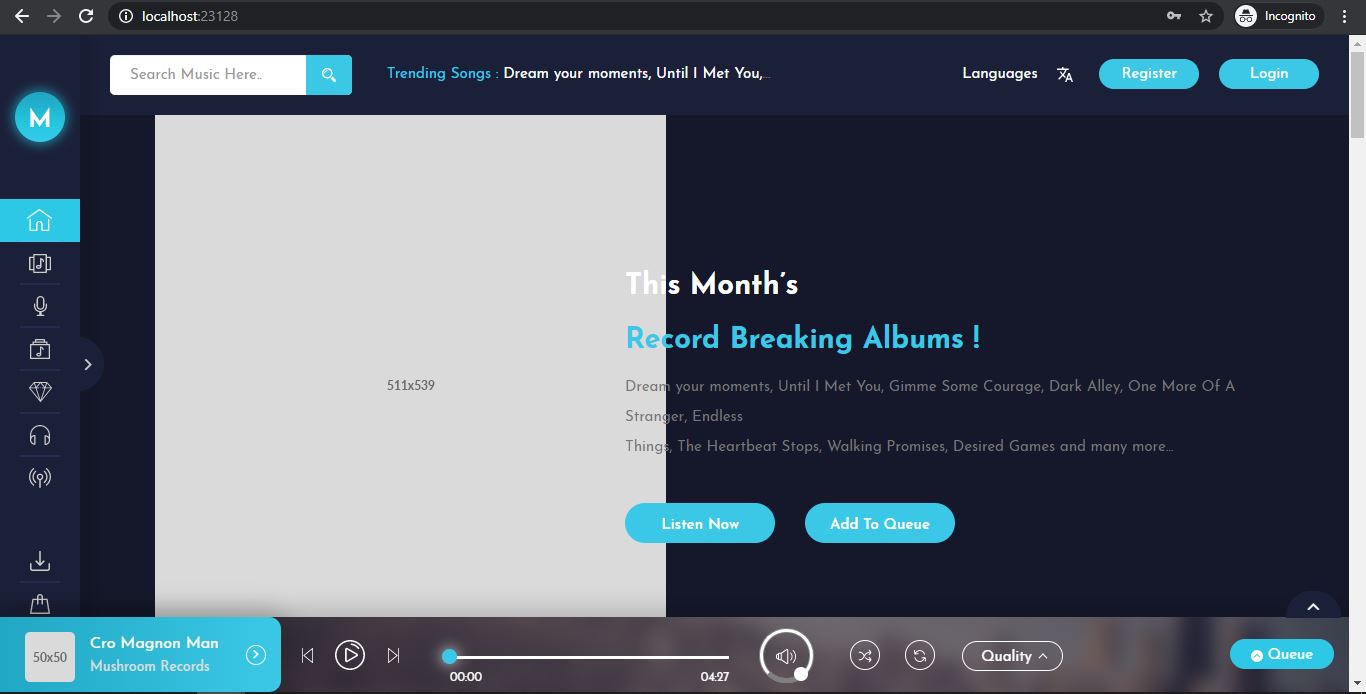 localhost:23128
Incognito
Search Music Here..
Trending Songs : Dream your moments, Until I Met You,...
Languages
Register
Login
M
511x539
This Month's
Record Breaking Albums !
Dream your moments, Until I Met You, Gimme Some Courage, Dark Alley, One More Of A
Stranger, Endless
Things, The Heartbeat Stops, Walking Promises, Desired Games and many more...
Listen Now
Add To Queue
50x50
Cro Magnon Man
Mushroom Records
00:00
04:27
Quality
Queue